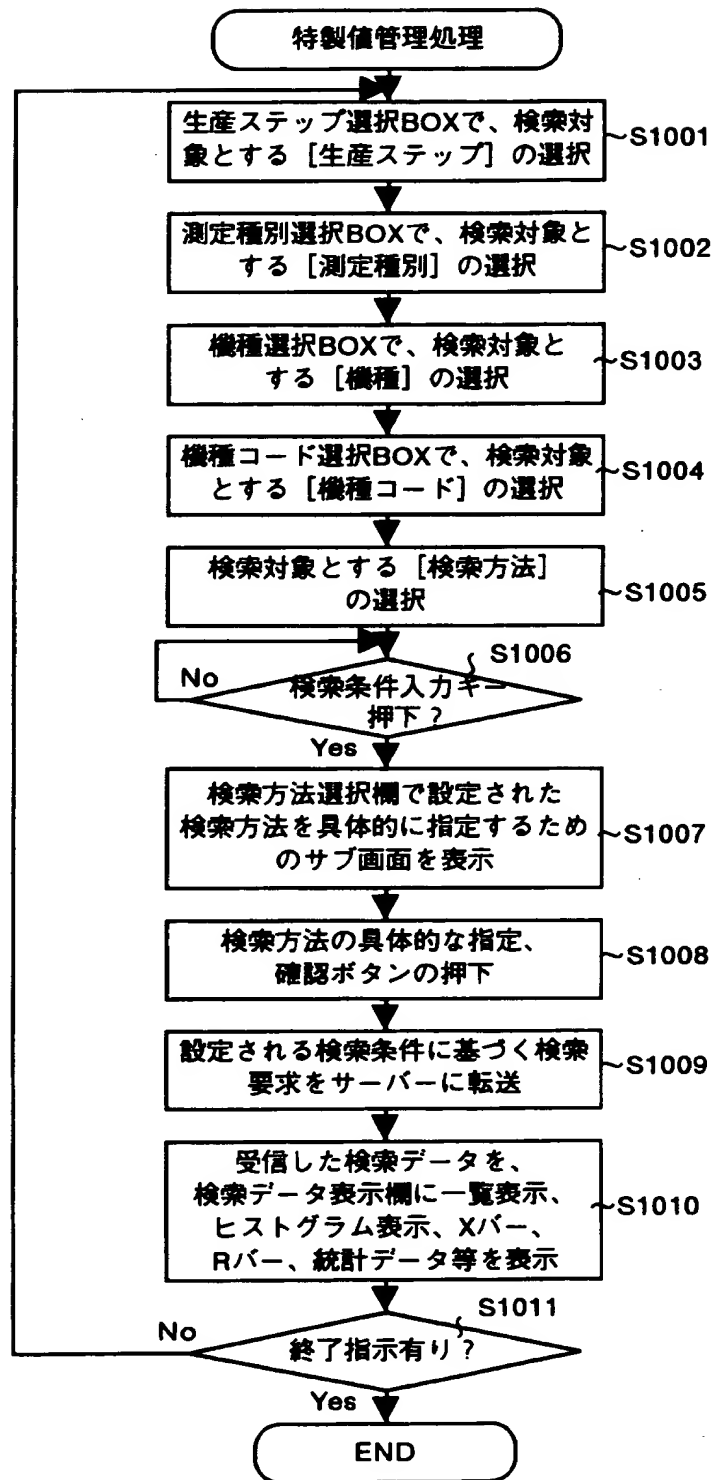 特製値管理処理
生産ステップ選択BOXで、検索対
象とする［生産ステップ］の選択
S1001
測定種別選択BOXで、検索対象と
する［測定種別］の選択
S1002
機種選択BOXで、検索対象と
する［機種］の選択
S1003
機種コード選択BOXで、検索対象
とする［機種コード］の選択
S1004
検索対象とする［検索方法］
の選択
S1005
S1006
No
検索条件入力キー
押下？
Yes
検索方法選択欄で設定された
検索方法を具体的に指定するため
のサブ画面を表示
S1007
検索方法の具体的な指定、
確認ボタンの押下
S1008
設定される検索条件に基づく検索
要求をサーバーに転送
S1009
受信した検索データを、
検索データ表示欄に一覧表示、
ヒストグラム表示、Xバー、
Rバー、統計データ等を表示
S1010
S1011
No
終了指示有り？
Yes
END